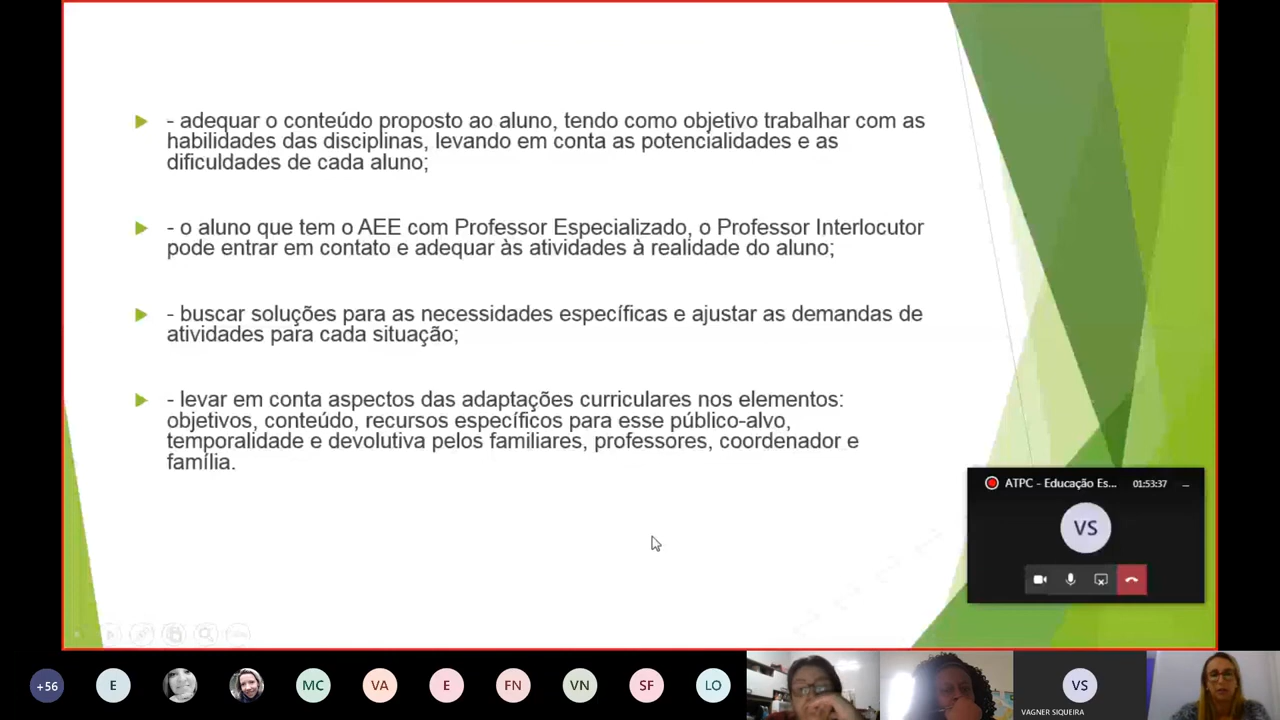 - adequar o conteúdo proposto ao aluno, tendo como objetivo trabalhar com as
habilidades das disciplinas, levando em conta as potencialidades e as
dificuldades de cada aluno;
- o aluno que tem o AEE com Professor Especializado, o Professor Interlocutor
pode entrar em contato e adequar às atividades à realidade do aluno;
- buscar soluções para as necessidades específicas e ajustar as demandas de
atividades para cada situação;
- levar em conta aspectos das adaptações curriculares nos elementos:
objetivos, conteúdo, recursos específicos para esse público-alvo,
temporalidade e devolutiva pelos familiares, professores, coordenador e
família.
ATPC - Educação Es... 01:53:37
VS
+56 E MC VA E FN VN SF LO VS
VAGNER SIQUEIRA